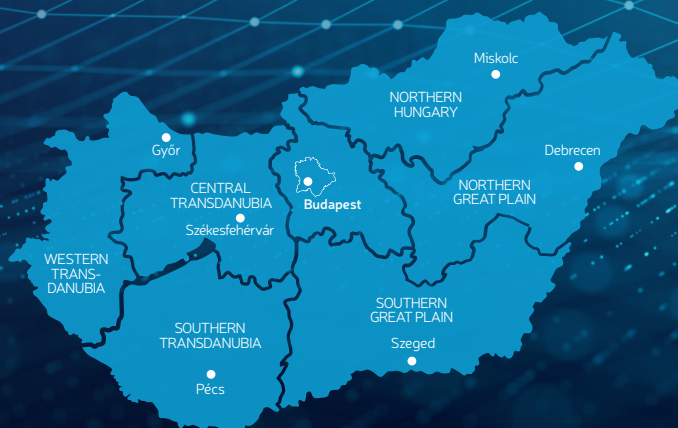 Miskolc
NORTHERN
HUNGARY
Győr
Debrecen
CENTRAL
TRANSDANUBIA
Székesfehérvár
Budapest
NORTHERN
GREAT PLAIN
WESTERN
TRANS-
DANUBIA
SOUTHERN
GREAT PLAIN
Szeged
SOUTHERN
TRANSDANUBIA
Pécs